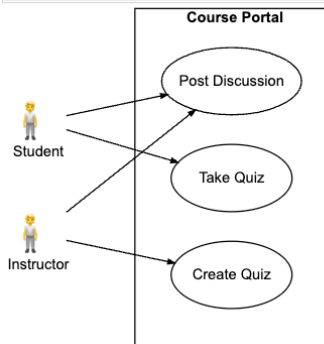 Course Portal
Post Discussion
Student
Take Quiz
Instructor
Create Quiz